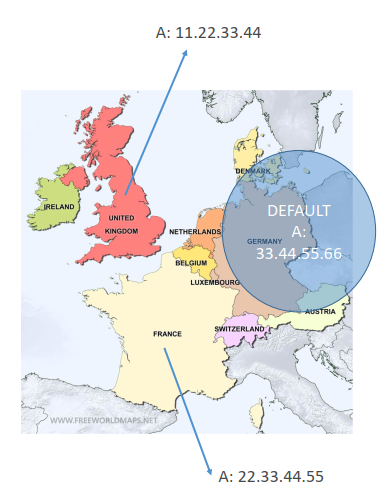 A: 11.22.33.44
DENMARK
IRELAND
UNITED
KINGDOM
DEFAULT
A:
33.44.55.66
NETHERLANDS
GERMANY
BELGIUM
LUXEMBOURG
AUSTRIA
SWITZERLAND
FRANCE
WWW.FREEWORLDMAPS.NET
A: 22.33.44.55